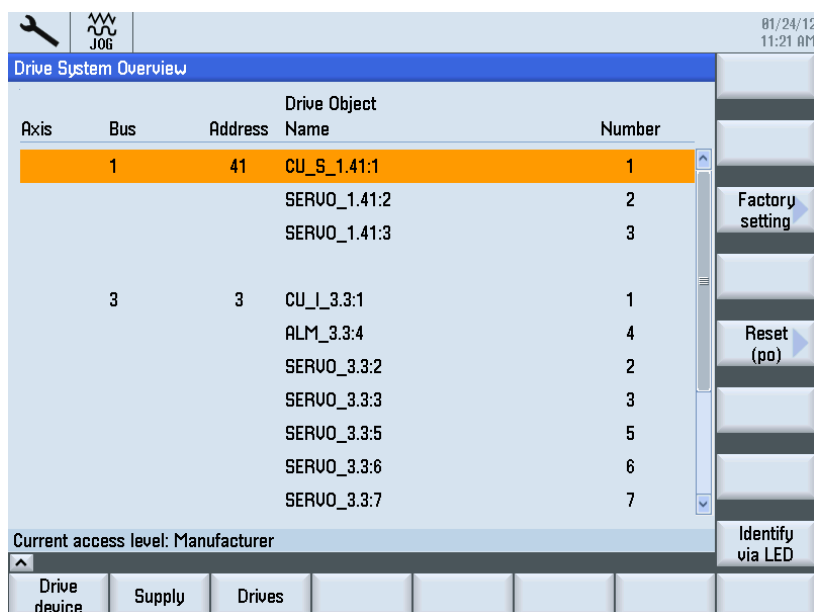 JOG
01/24/12
11:21 AM
Drive System Overview
Drive Object
Axis Bus Address Name Number
1 41 CU_S_1.41:1 1
SERVO_1.41:2 2
SERVO_1.41:3 3
3 3 CU_I_3.3:1 1
ALM_3.3:4 4
SERVO_3.3:2 2
SERVO_3.3:3 3
SERVO_3.3:5 5
SERVO_3.3:6 6
SERVO_3.3:7 7
Factory
setting
Reset
(po)
Identify
via LED
Current access level: Manufacturer
Drive
device
Supply
Drives